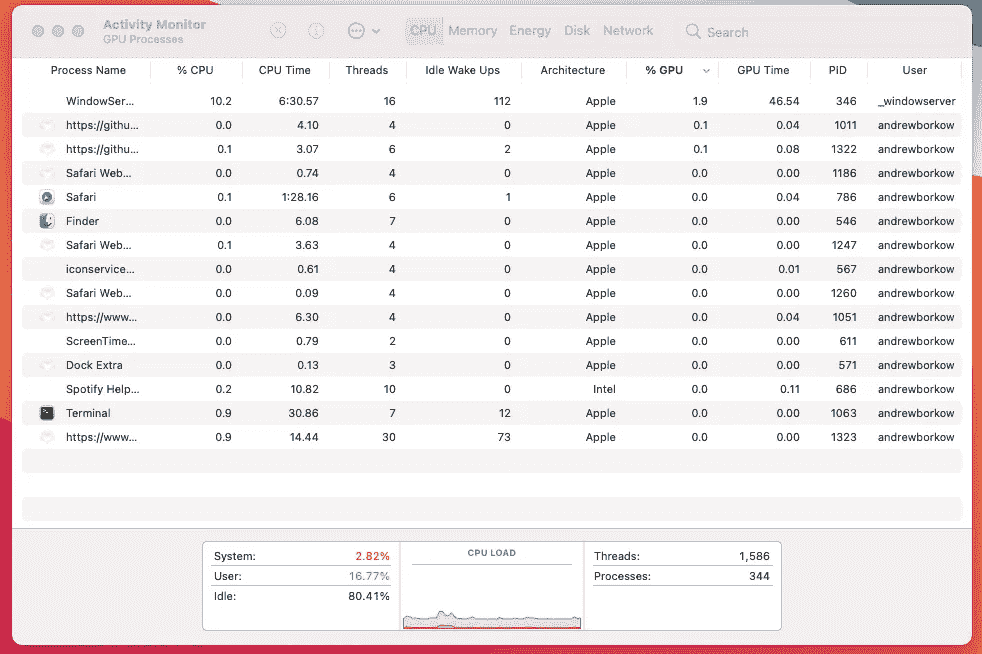 Activity Monitor
GPU Processes
CPU Memory Energy Disk Network Search
Process Name % CPU CPU Time Threads Idle Wake Ups Architecture % GPU GPU Time PID User
WindowSer... 10.2 6:30.57 16 112 Apple 1.9 46.54 346 _windowserver
https://githu... 0.0 4.10 4 0 Apple 0.1 0.04 1011 andrewborkow
https://githu... 0.1 3.07 6 2 Apple 0.1 0.08 1322 andrewborkow
Safari Web... 0.0 0.74 4 0 Apple 0.0 0.00 1186 andrewborkow
Safari 0.1 1:28.16 6 1 Apple 0.0 0.04 786 andrewborkow
Finder 0.0 6.08 7 0 Apple 0.0 0.00 546 andrewborkow
Safari Web... 0.1 3.63 4 0 Apple 0.0 0.00 1247 andrewborkow
iconservice... 0.0 0.61 4 0 Apple 0.0 0.01 567 andrewborkow
Safari Web... 0.0 0.09 4 0 Apple 0.0 0.00 1260 andrewborkow
https://www... 0.0 6.30 4 0 Apple 0.0 0.04 1051 andrewborkow
ScreenTime... 0.0 0.79 2 0 Apple 0.0 0.00 611 andrewborkow
Dock Extra 0.0 0.13 3 0 Apple 0.0 0.00 571 andrewborkow
Spotify Help... 0.2 10.82 10 0 Intel 0.0 0.11 686 andrewborkow
Terminal 0.9 30.86 7 12 Apple 0.0 0.00 1063 andrewborkow
https://www... 0.9 14.44 30 73 Apple 0.0 0.00 1323 andrewborkow
System: 2.82% CPU LOAD Threads: 1,586
User: 16.77% Processes: 344
Idle: 80.41%